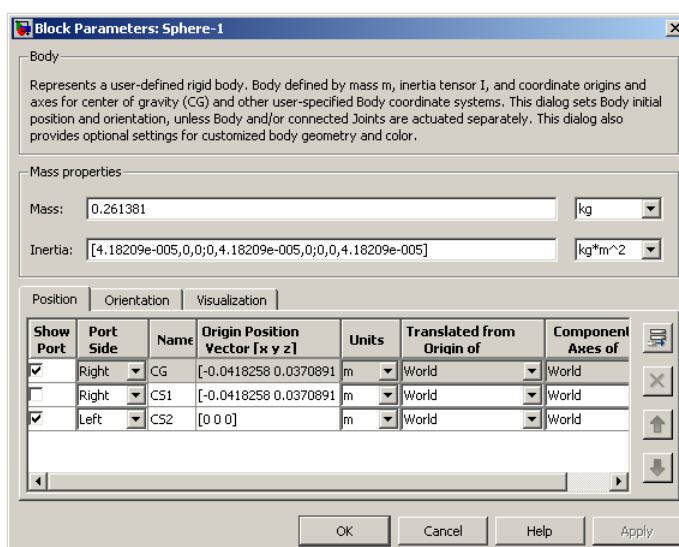 Block Parameters: Sphere-1
Body
Represents a user-defined rigid body. Body defined by mass m, inertia tensor I, and coordinate origins and
axes for center of gravity (CG) and other user-specified Body coordinate systems. This dialog sets Body initial
position and orientation, unless Body and/or connected Joints are actuated separately. This dialog also
provides optional settings for customized body geometry and color.
Mass properties
Mass: 0.261381 kg
Inertia: [4.18209e-005,0,0;0,4.18209e-005,0;0,0,4.18209e-005] kg*m^2
Position Orientation Visualization
Show Port Name Origin Position Units Translated from Component
Port Side Vector [x y z] Origin of Axes of
Right CG [-0.0418258 0.0370891 m World World
Right CS1 [-0.0418258 0.0370891 m World World
Left CS2 [0 0 0] m World World
OK Cancel Help Apply